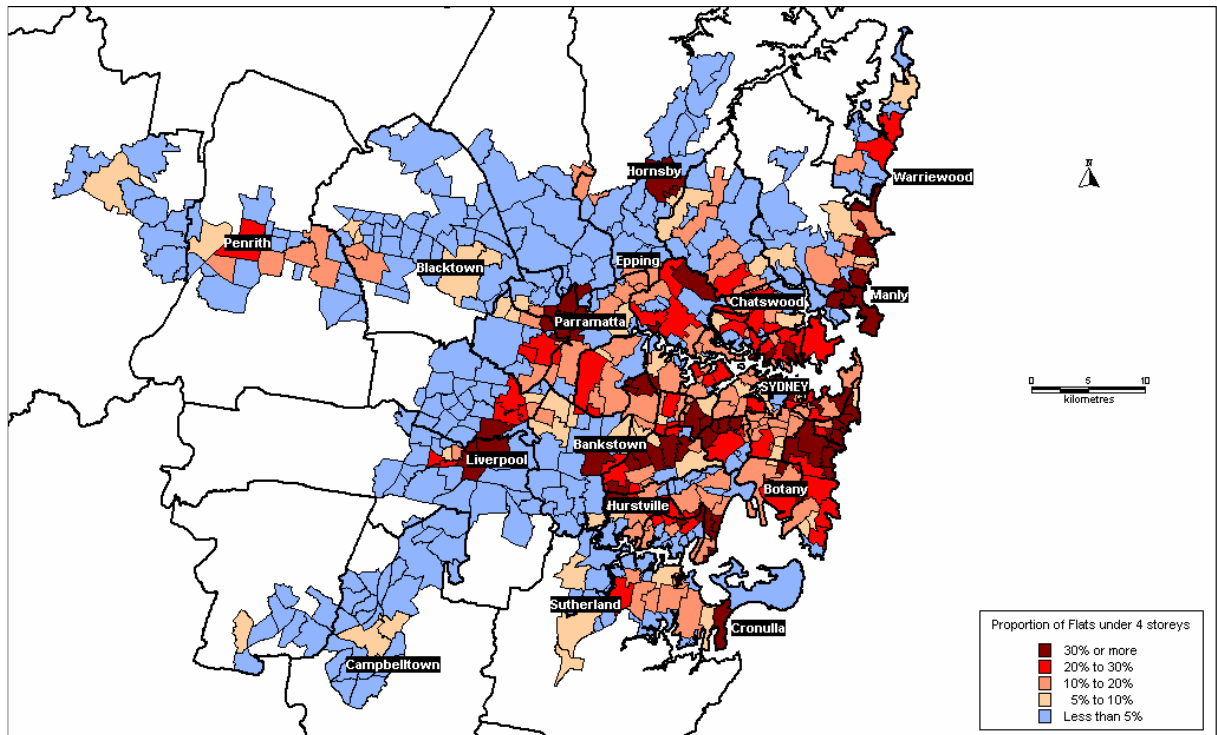 Hornsby
N
Warriewood
Penrith
Epping
Blacktown
Chatswood
Manly
Parramatta
SYDNEY
0 5 10
kilometres
Bankstown
Liverpool
Botany
Hurstville
Sutherland
Cronulla
Campbelltown
Proportion of Flats under 4 storeys
30% or more
20% to 30%
10% to 20%
5% to 10%
Less than 5%